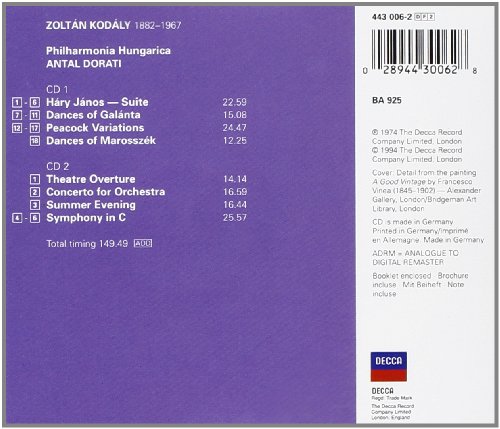 ZOLTÁN KODÁLY 1882–1967
Philharmonia Hungarica
ANTAL DORATI
CD 1
1 - 6 Háry János — Suite 22.59
7 - 11 Dances of Galánta 15.08
12 - 17 Peacock Variations 24.47
18 Dances of Marosszék 12.25
CD 2
1 Theatre Overture 14.14
2 Concerto for Orchestra 16.59
3 Summer Evening 16.44
4 - 6 Symphony in C 25.57
Total timing 149.49 ADD
443 006-2 DF2
0 28944 30062 8
BA 925
℗ 1974 The Decca Record
Company Limited, London
© 1994 The Decca Record
Company Limited, London
Cover: Detail from the painting
A Good Vintage by Francesco
Vinea (1845–1902) — Alexander
Gallery, London/Bridgeman Art
Library, London
CD is made in Germany
Printed in Germany/Imprimé
en Allemagne. Made in Germany
ADRM = ANALOGUE TO
DIGITAL REMASTER
Booklet enclosed · Brochure
incluse · Mit Beiheft · Note
incluse
DECCA
DECCA
Regd. Trade Mark
The Decca Record
Company Limited
London, England